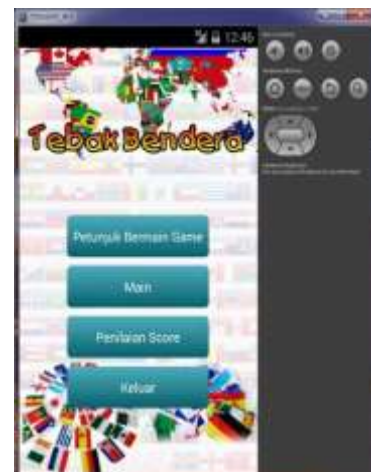 12:46
Tebak Bendera
Petunjuk Bermain Game
Main
Penilaian Score
Keluar